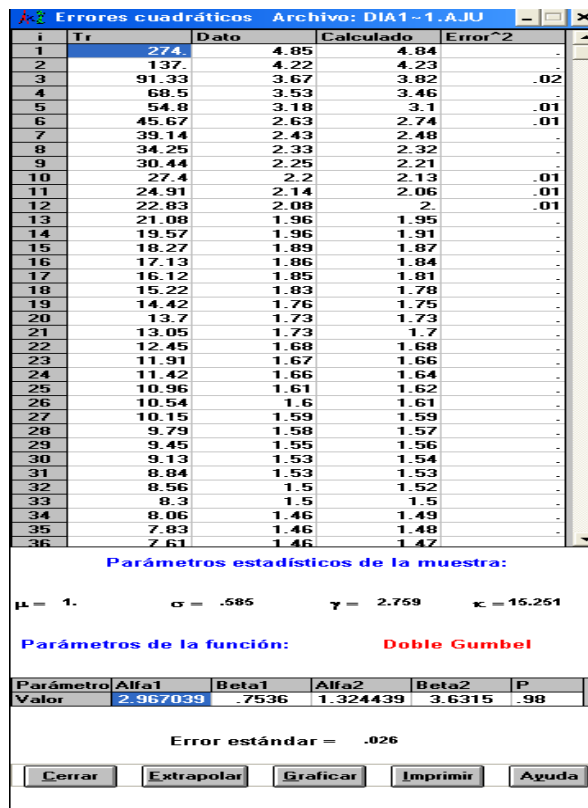 Errores cuadráticos Archivo: DIA1~1.AJU
i Tr Dato Calculado Error^2
1 274. 4.85 4.84 .
2 137. 4.22 4.23 .
3 91.33 3.67 3.82 .02
4 68.5 3.53 3.46 .
5 54.8 3.18 3.1 .01
6 45.67 2.63 2.74 .01
7 39.14 2.43 2.48 .
8 34.25 2.33 2.32 .
9 30.44 2.25 2.21 .
10 27.4 2.2 2.13 .01
11 24.91 2.14 2.06 .01
12 22.83 2.08 2. .01
13 21.08 1.96 1.95 .
14 19.57 1.96 1.91 .
15 18.27 1.89 1.87 .
16 17.13 1.86 1.84 .
17 16.12 1.85 1.81 .
18 15.22 1.83 1.78 .
19 14.42 1.76 1.75 .
20 13.7 1.73 1.73 .
21 13.05 1.73 1.7 .
22 12.45 1.68 1.68 .
23 11.91 1.67 1.66 .
24 11.42 1.66 1.64 .
25 10.96 1.61 1.62 .
26 10.54 1.6 1.61 .
27 10.15 1.59 1.59 .
28 9.79 1.58 1.57 .
29 9.45 1.55 1.56 .
30 9.13 1.53 1.54 .
31 8.84 1.53 1.53 .
32 8.56 1.5 1.52 .
33 8.3 1.5 1.5 .
34 8.06 1.46 1.49 .
35 7.83 1.46 1.48 .
36 7.61 1.46 1.47 .
Parámetros estadísticos de la muestra:
μ = 1. σ = .585 γ = 2.759 κ = 15.251
Parámetros de la función: Doble Gumbel
Parámetro Alfa1 Beta1 Alfa2 Beta2 P
Valor 2.967039 .7536 1.324439 3.6315 .98
Error estándar = .026
Cerrar Extrapolar Graficar Imprimir Ayuda